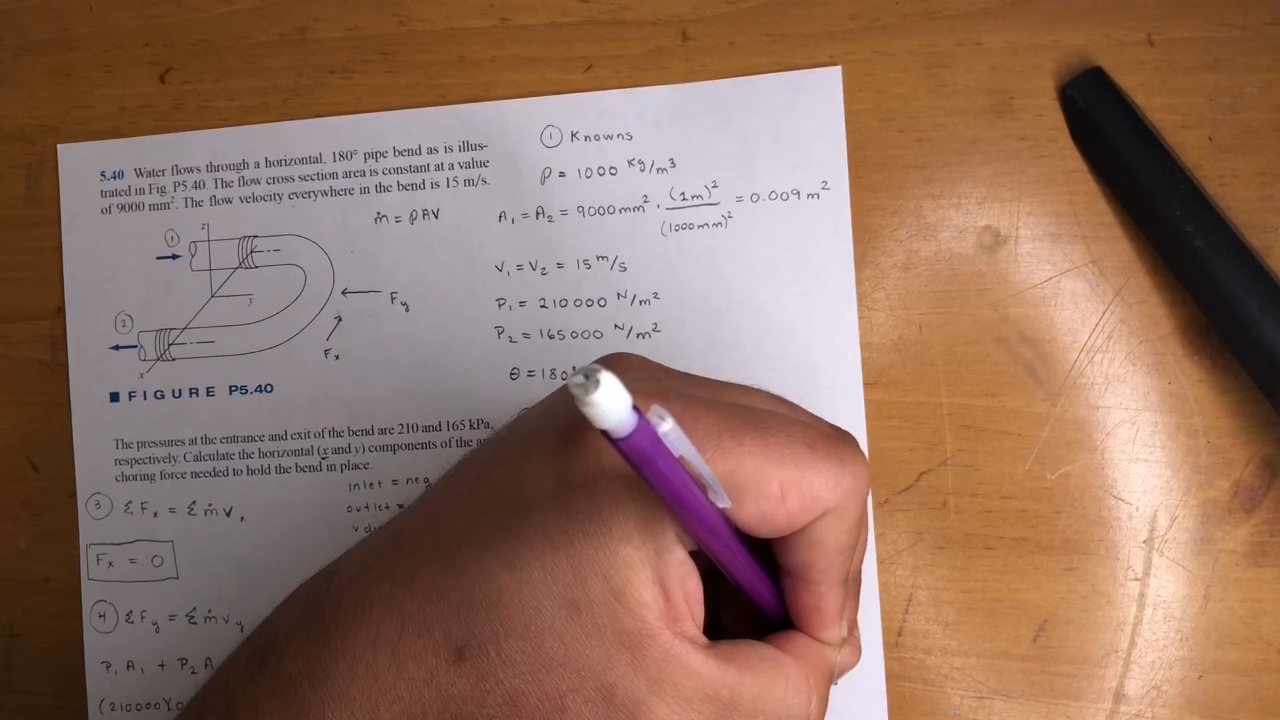 5.40 Water flows through a horizontal, 180° pipe bend as is illus-
trated in Fig. P5.40. The flow cross section area is constant at a value
of 9000 mm². The flow velocity everywhere in the bend is 15 m/s.
ṁ = ρAV
1
z
y
2
x
Fy
Fx
FIGURE P5.40
The pressures at the entrance and exit of the bend are 210 and 165 kPa,
respectively. Calculate the horizontal (x and y) components of the
choring force needed to hold the bend in place.
① Knowns
ρ = 1000 kg/m³
A₁ = A₂ = 9000mm² · (1m)²/(1000mm)² = 0.009 m²
V₁ = V₂ = 15 m/s
P₁ = 210000 N/m²
P₂ = 165000 N/m²
θ = 180°
Inlet =
outlet =
③ ΣFx = ΣṁVx
Fx = 0
④ ΣFy = ΣṁVy
P₁A₁ + P₂A
(210000)(0